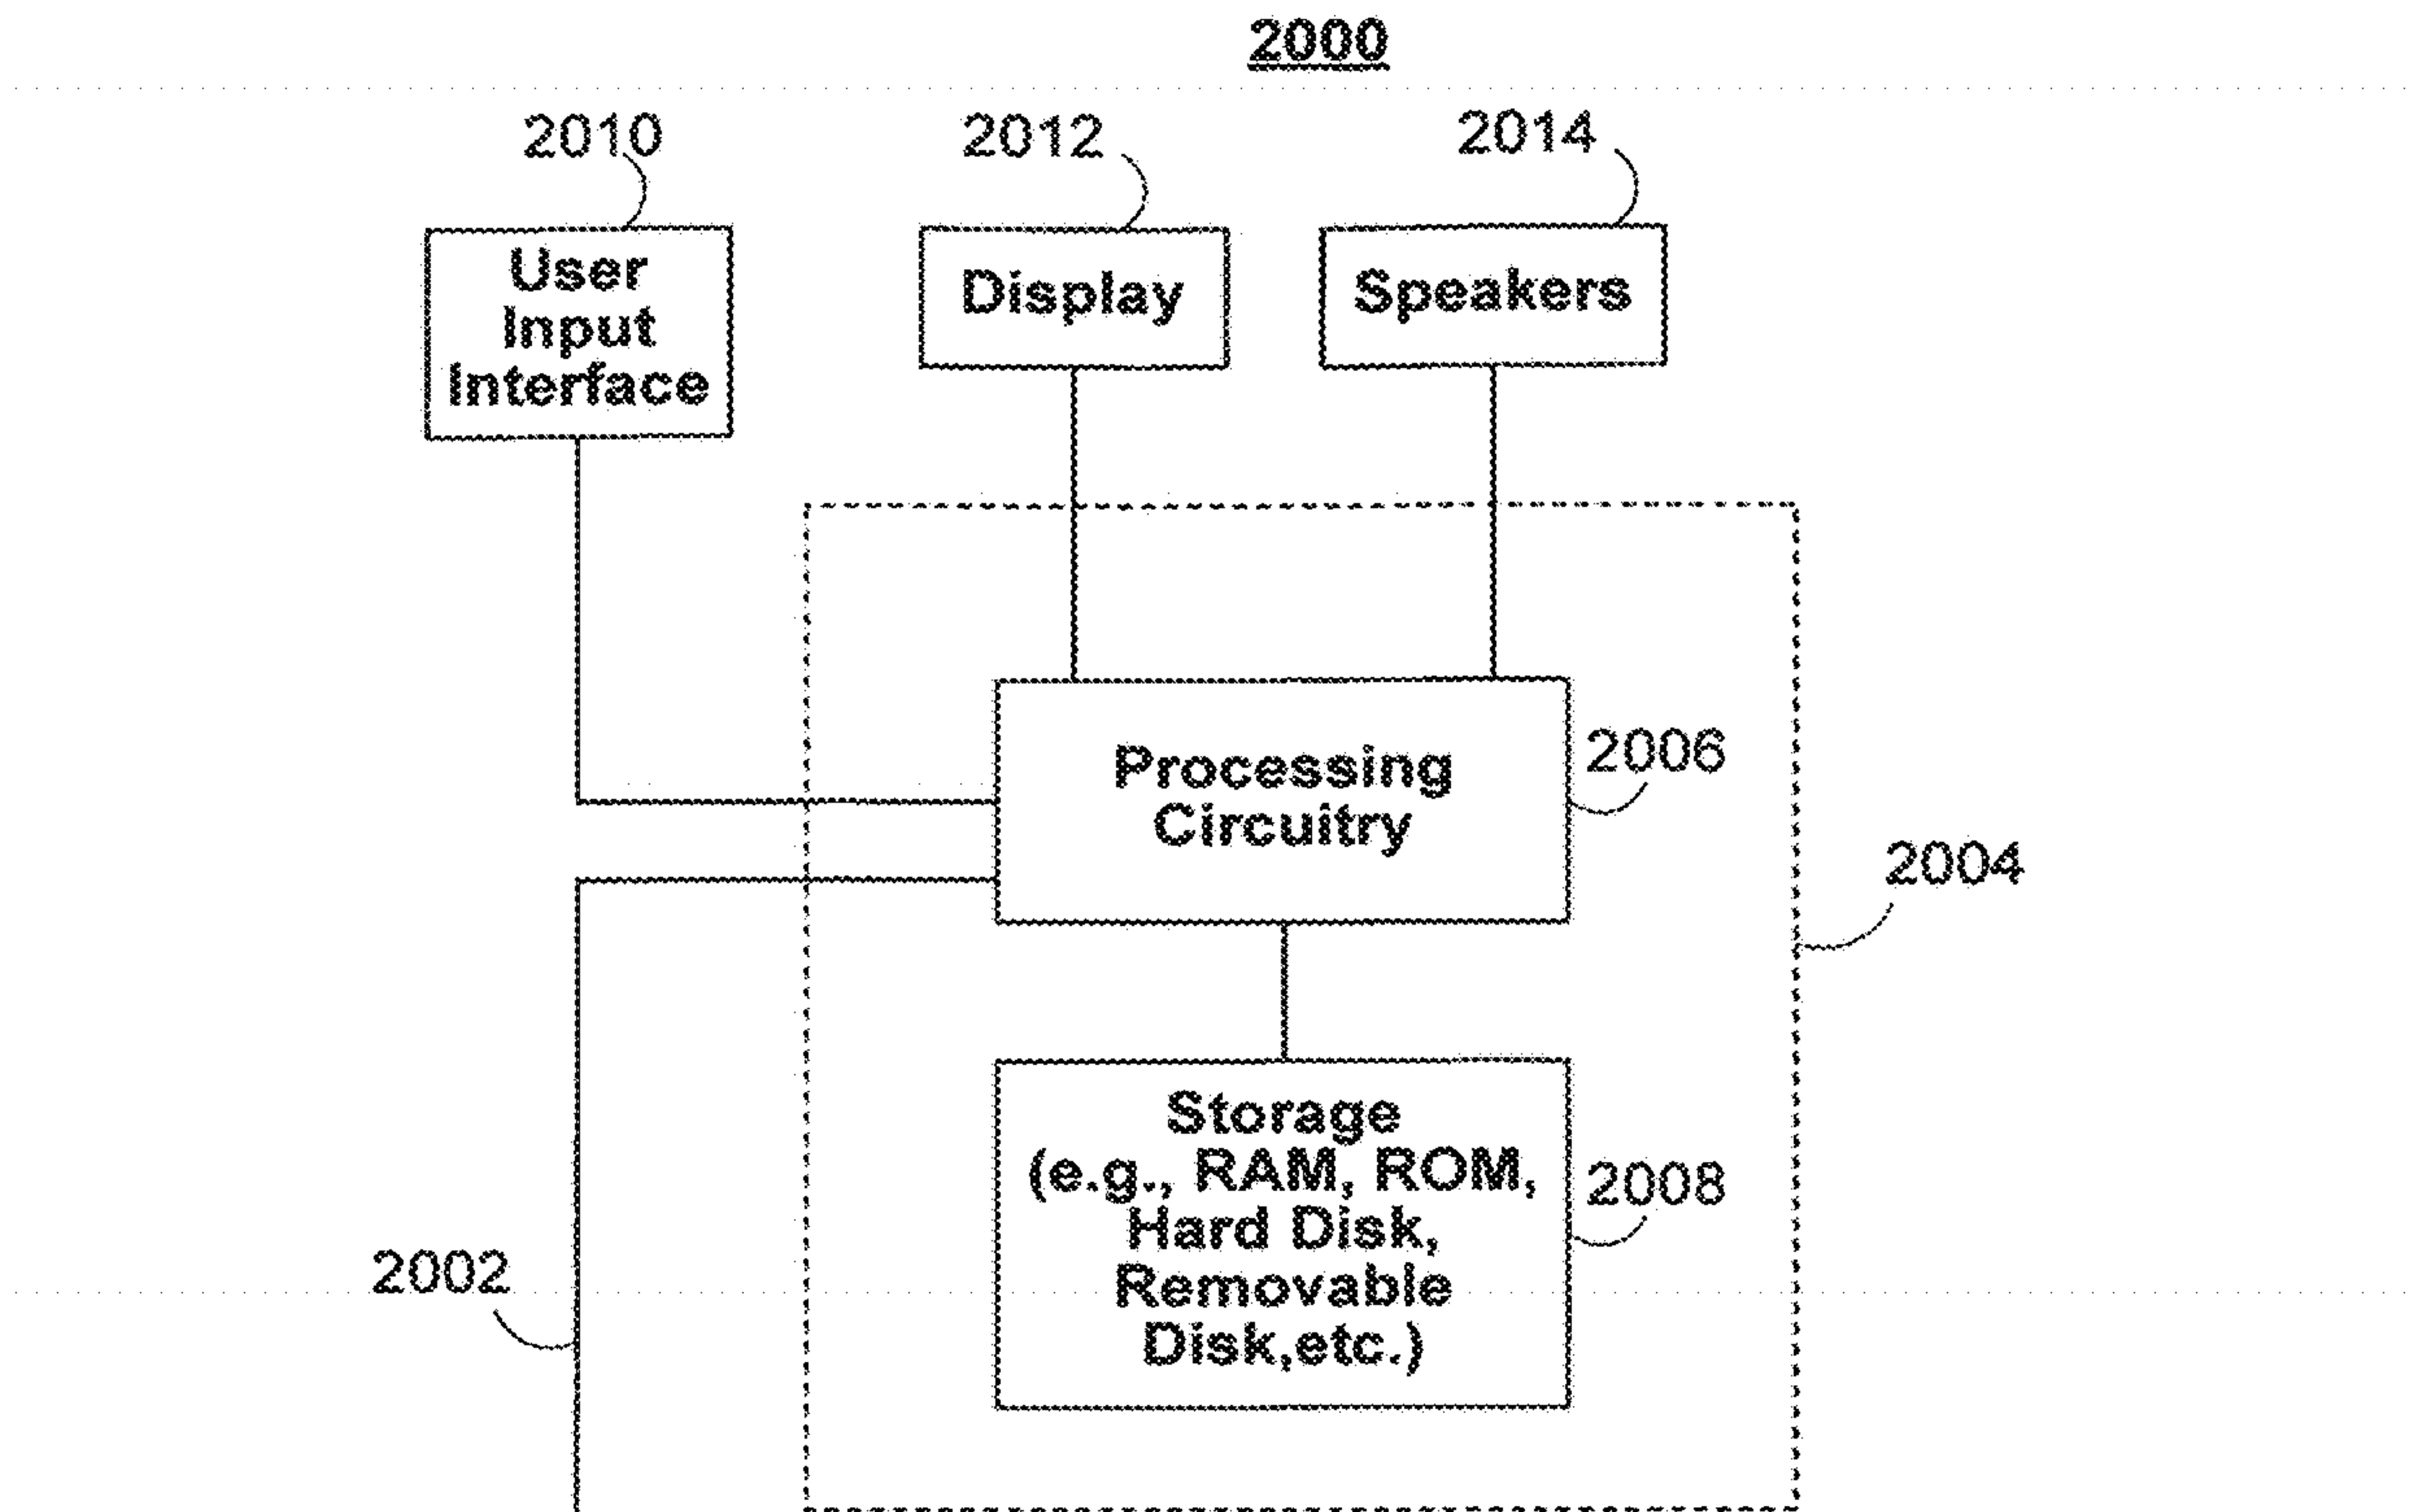 2000
2010
2012
2014
User
Input
Interface
Display
Speakers
Processing
Circuitry
2006
2004
Storage
(e.g., RAM, ROM,
Hard Disk,
Removable
Disk,etc.)
2008
2002